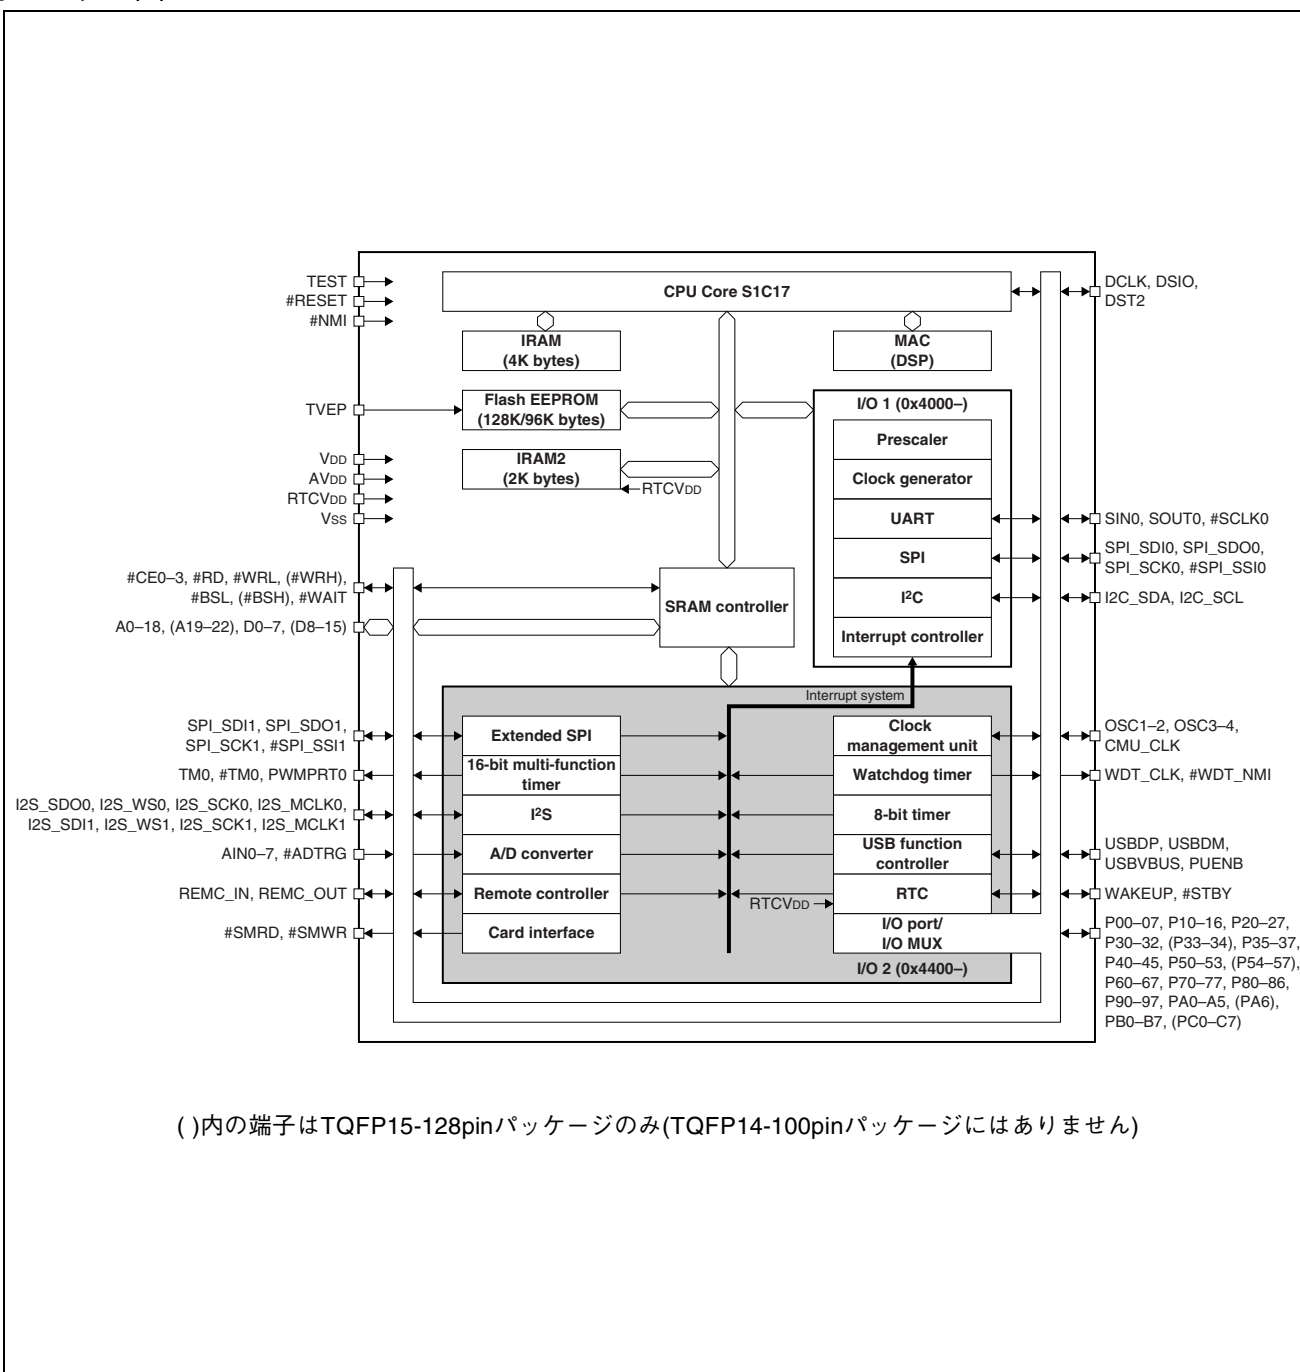 TEST
#RESET
#NMI
CPU Core S1C17
DCLK, DSIO,
DST2
IRAM
(4K bytes)
MAC
(DSP)
TVEP
Flash EEPROM
(128K/96K bytes)
I/O 1 (0x4000–)
Prescaler
Clock generator
UART
SPI
I²C
Interrupt controller
VDD
AVDD
RTCVDD
VSS
IRAM2
(2K bytes)
RTCVDD
SIN0, SOUT0, #SCLK0
SPI_SDI0, SPI_SDO0,
SPI_SCK0, #SPI_SSI0
I2C_SDA, I2C_SCL
#CE0–3, #RD, #WRL, (#WRH),
#BSL, (#BSH), #WAIT
A0–18, (A19–22), D0–7, (D8–15)
SRAM controller
Interrupt system
SPI_SDI1, SPI_SDO1,
SPI_SCK1, #SPI_SSI1
TM0, #TM0, PWMPRT0
I2S_SDO0, I2S_WS0, I2S_SCK0, I2S_MCLK0,
I2S_SDI1, I2S_WS1, I2S_SCK1, I2S_MCLK1
AIN0–7, #ADTRG
REMC_IN, REMC_OUT
#SMRD, #SMWR
Extended SPI
16-bit multi-function
timer
I²S
A/D converter
Remote controller
Card interface
Clock
management unit
Watchdog timer
8-bit timer
USB function
controller
RTC
RTCVDD
I/O port/
I/O MUX
I/O 2 (0x4400–)
OSC1–2, OSC3–4,
CMU_CLK
WDT_CLK, #WDT_NMI
USBDP, USBDM,
USBVBUS, PUENB
WAKEUP, #STBY
P00–07, P10–16, P20–27,
P30–32, (P33–34), P35–37,
P40–45, P50–53, (P54–57),
P60–67, P70–77, P80–86,
P90–97, PA0–A5, (PA6),
PB0–B7, (PC0–C7)
( )内の端子はTQFP15-128pinパッケージのみ(TQFP14-100pinパッケージにはありません)